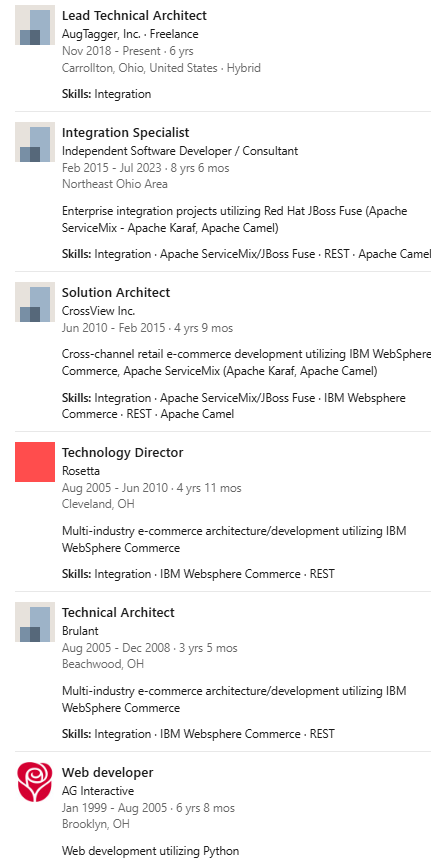 Lead Technical Architect
AugTagger, Inc. · Freelance
Nov 2018 - Present · 6 yrs
Carrollton, Ohio, United States · Hybrid
Skills: Integration
Integration Specialist
Independent Software Developer / Consultant
Feb 2015 - Jul 2023 · 8 yrs 6 mos
Northeast Ohio Area
Enterprise integration projects utilizing Red Hat JBoss Fuse (Apache
ServiceMix - Apache Karaf, Apache Camel)
Skills: Integration · Apache ServiceMix/JBoss Fuse · REST · Apache Camel
Solution Architect
CrossView Inc.
Jun 2010 - Feb 2015 · 4 yrs 9 mos
Cross-channel retail e-commerce development utilizing IBM WebSphere
Commerce, Apache ServiceMix (Apache Karaf, Apache Camel)
Skills: Integration · Apache ServiceMix/JBoss Fuse · IBM Websphere
Commerce · REST · Apache Camel
Technology Director
Rosetta
Aug 2005 - Jun 2010 · 4 yrs 11 mos
Cleveland, OH
Multi-industry e-commerce architecture/development utilizing IBM
WebSphere Commerce
Skills: Integration · IBM Websphere Commerce · REST
Technical Architect
Brulant
Aug 2005 - Dec 2008 · 3 yrs 5 mos
Beachwood, OH
Multi-industry e-commerce architecture/development utilizing IBM
WebSphere Commerce
Skills: Integration · IBM Websphere Commerce · REST
Web developer
AG Interactive
Jan 1999 - Aug 2005 · 6 yrs 8 mos
Brooklyn, OH
Web development utilizing Python